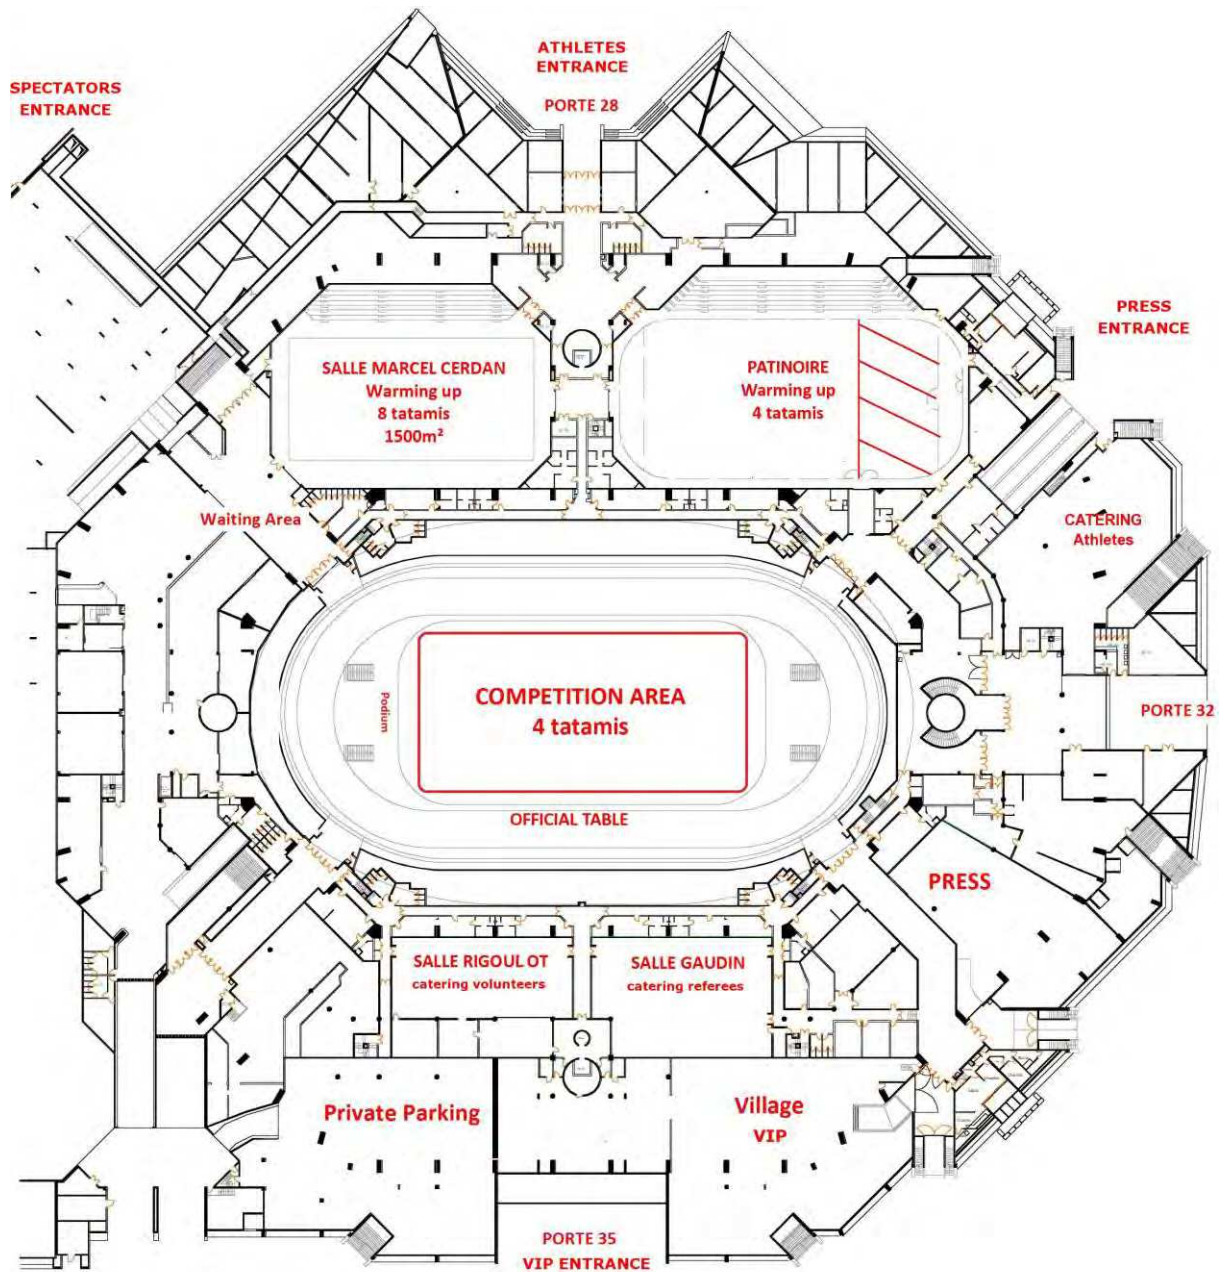 ATHLETES
ENTRANCE
SPECTATORS
ENTRANCE
PORTE 28
PRESS
ENTRANCE
SALLE MARCEL CERDAN
Warming up
8 tatamis
1500m²
PATINOIRE
Warming up
4 tatamis
Waiting Area
CATERING
Athletes
COMPETITION AREA
4 tatamis
Podium
PORTE 32
OFFICIAL TABLE
PRESS
SALLE RIGOUL OT
catering volunteers
SALLE GAUDIN
catering referees
Private Parking
Village
VIP
PORTE 35
VIP ENTRANCE